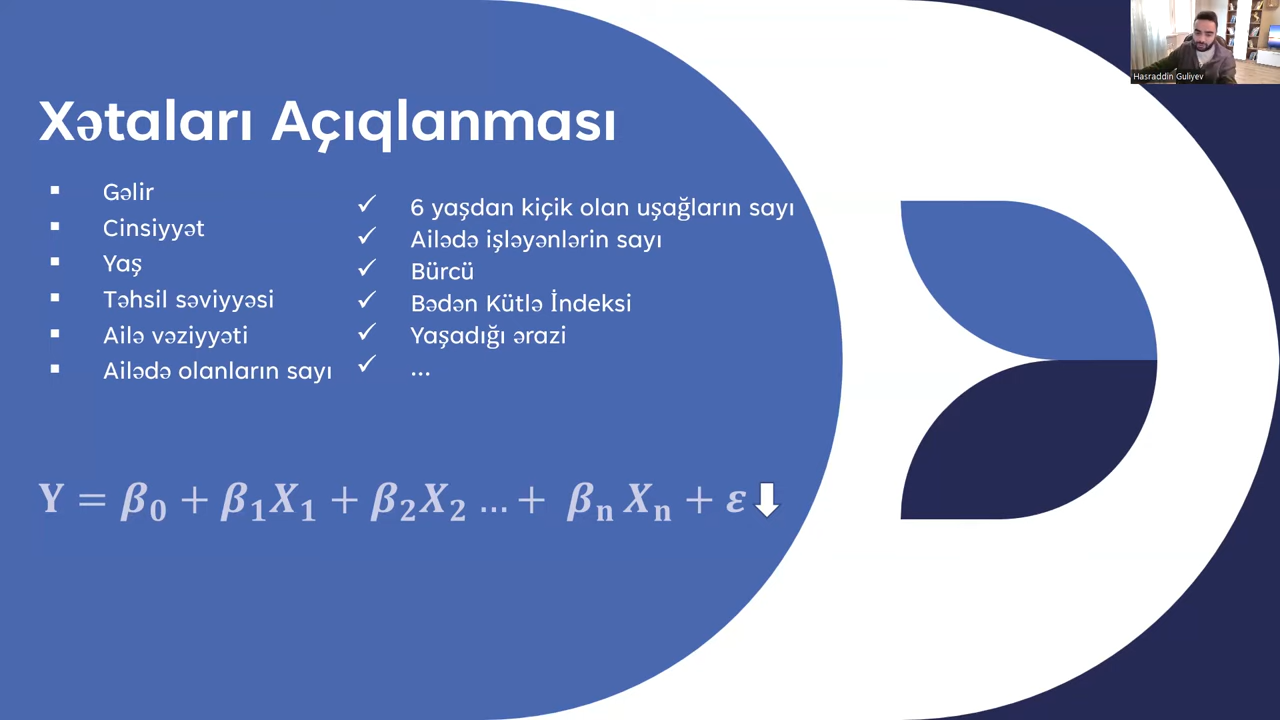 Xətaları Açıqlanması
▪ Gəlir
▪ Cinsiyyət
▪ Yaş
▪ Təhsil səviyyəsi
▪ Ailə vəziyyəti
▪ Ailədə olanların sayı
✓ 6 yaşdan kiçik olan uşağların sayı
✓ Ailədə işləyənlərin sayı
✓ Bürcü
✓ Bədən Kütlə İndeksi
✓ Yaşadığı ərazi
✓ ...
Y = β₀ + β₁X₁ + β₂X₂ ...+ βₙ Xₙ + ε⬇
Hasraddin Guliyev